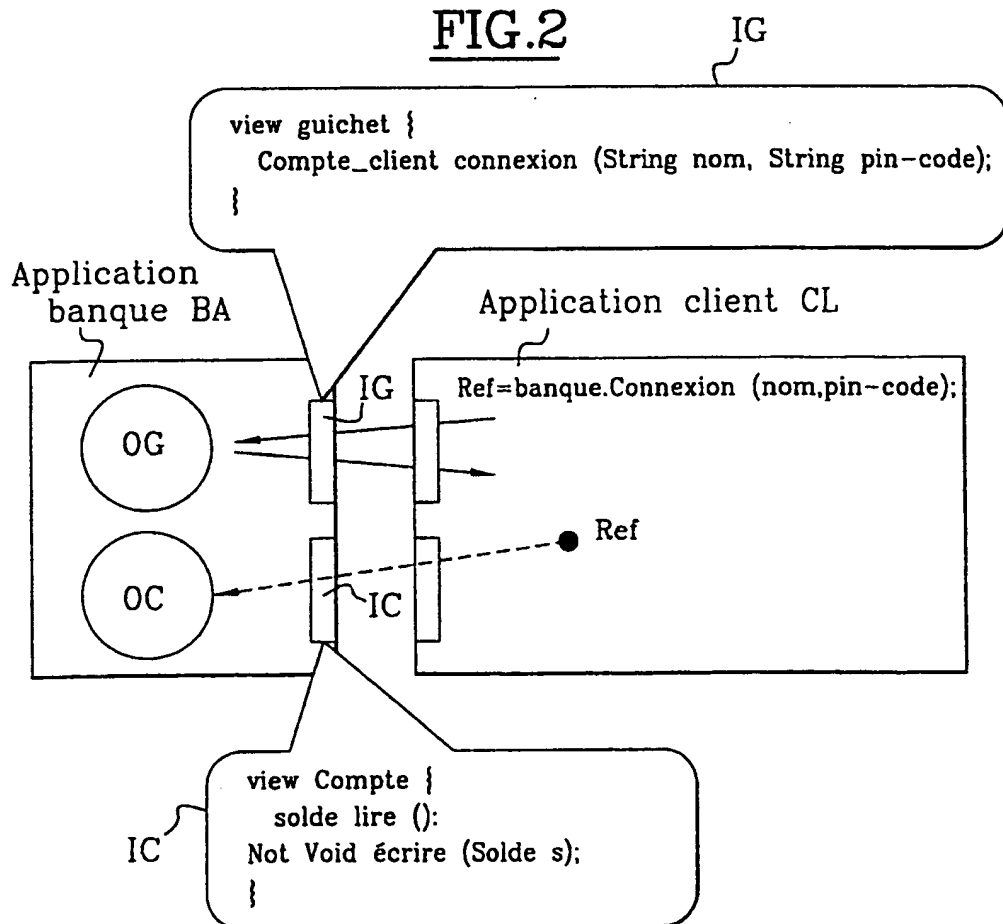 FIG.2
IG
view guichet {
Compte_client connexion (String nom, String pin-code);
{
Application
banque BA
Application client CL
Ref=banque.Connexion (nom,pin-code);
IG
OG
Ref
OC
IC
view Compte {
solde lire ():
Not Void écrire (Solde s);
{
IC